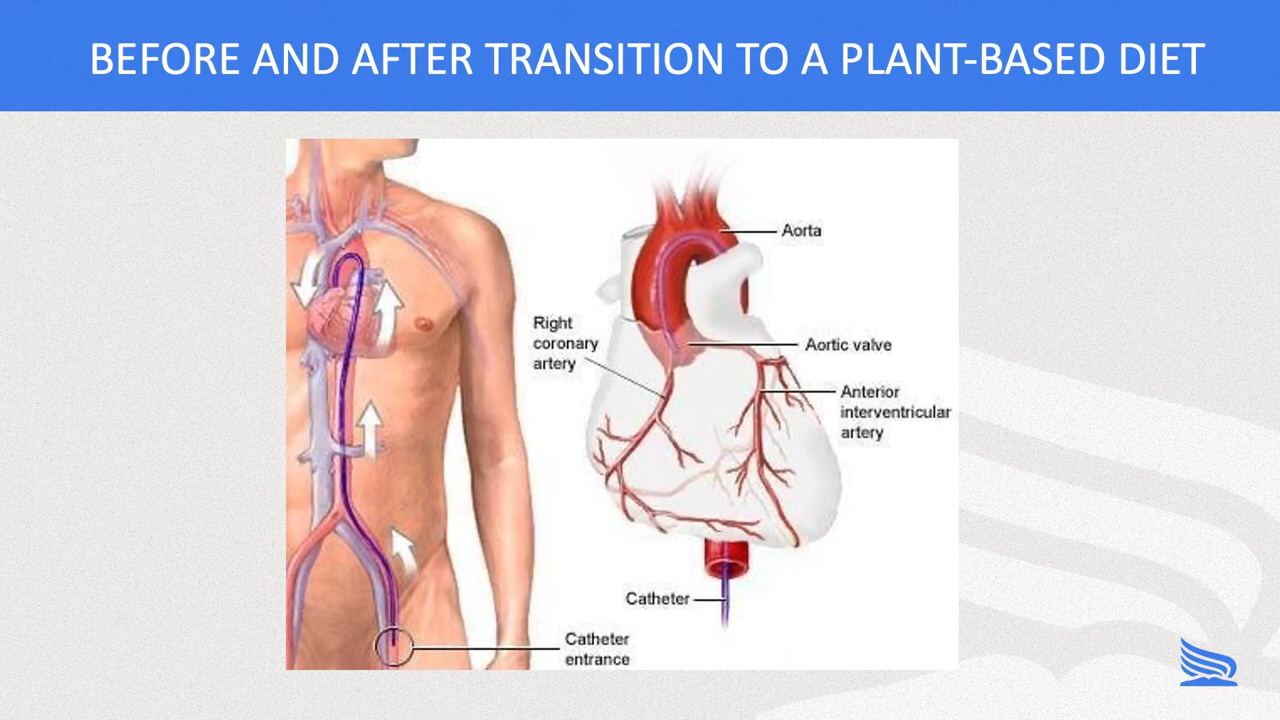 BEFORE AND AFTER TRANSITION TO A PLANT-BASED DIET
Aorta
Right
coronary
artery
Aortic valve
Anterior
interventricular
artery
Catheter
Catheter
entrance